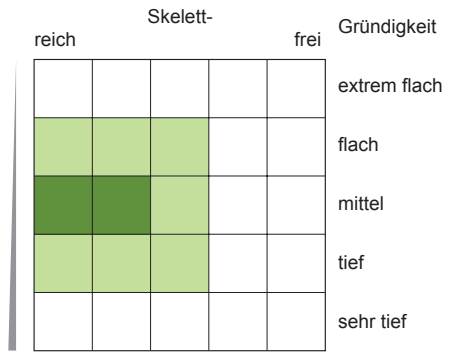 Skelett-
reich frei
Gründigkeit
extrem flach
flach
mittel
tief
sehr tief